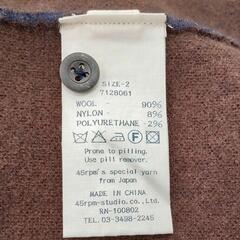 SIZE-2
7128061
WOOL - 90%
NYLON - 8%
POLYURETHANE - 2%
Prone to pilling.
Use pill remover.
45rpm's special yarn
from Japan
MADE IN CHINA
45rpm-studio.co.,Ltd.
RN-100802
TEL.03-3498-2245